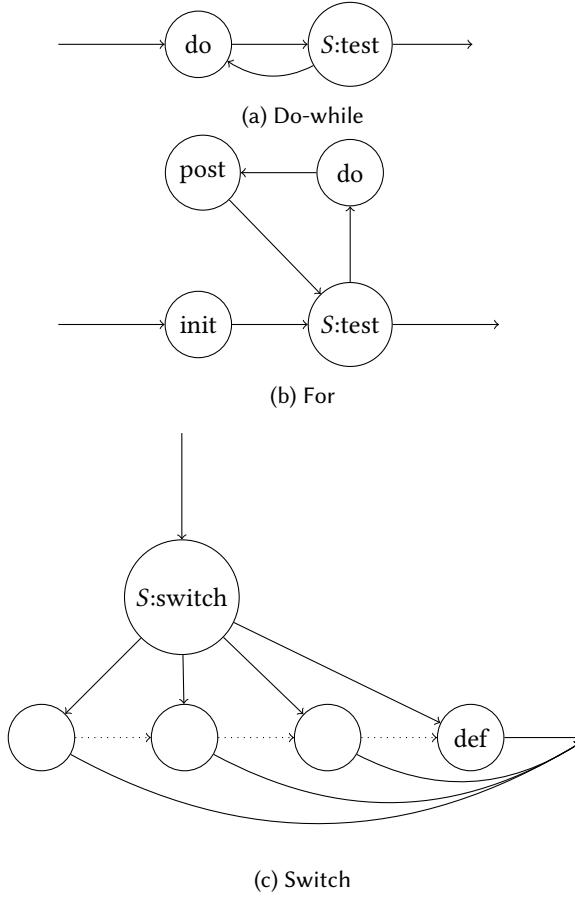 do S:test
(a) Do-while
post do
init S:test
(b) For
S:switch
def
(c) Switch